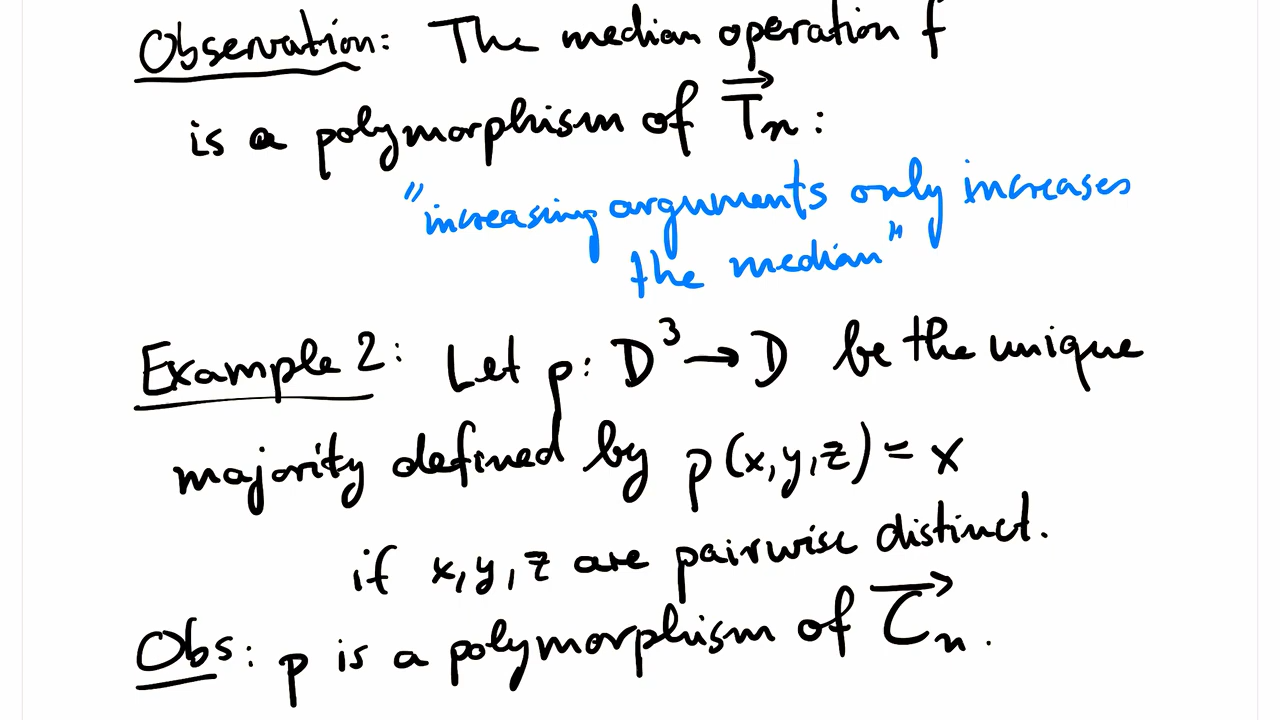 Observation: The median operation f
is a polymorphism of T⃗ₙ:
"increasing arguments only increases
the median"
Example 2: Let p: D³ → D be the unique
majority defined by p(x,y,z) = x
if x,y,z are pairwise distinct.
Obs: p is a polymorphism of C⃗ₙ.